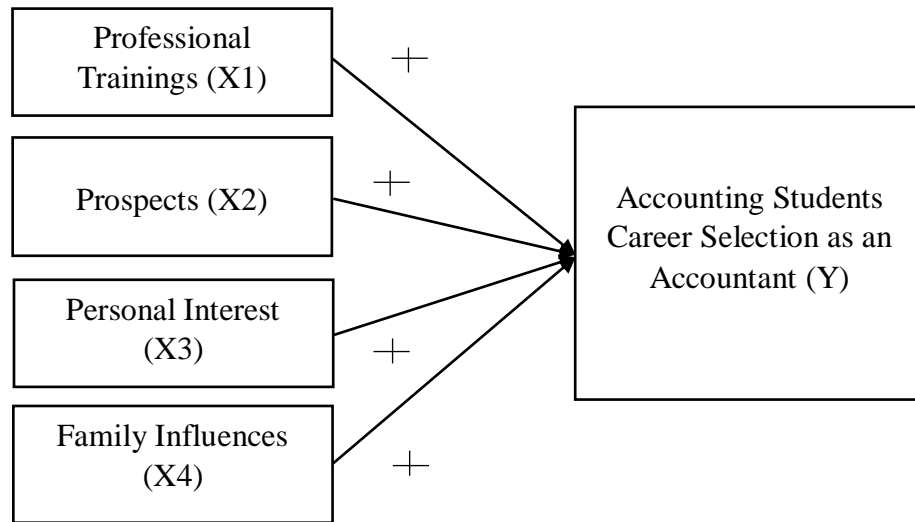 Professional
Trainings (X1)
+
Prospects (X2)
+
Personal Interest
(X3)
+
Family Influences
(X4)
+
Accounting Students
Career Selection as an
Accountant (Y)